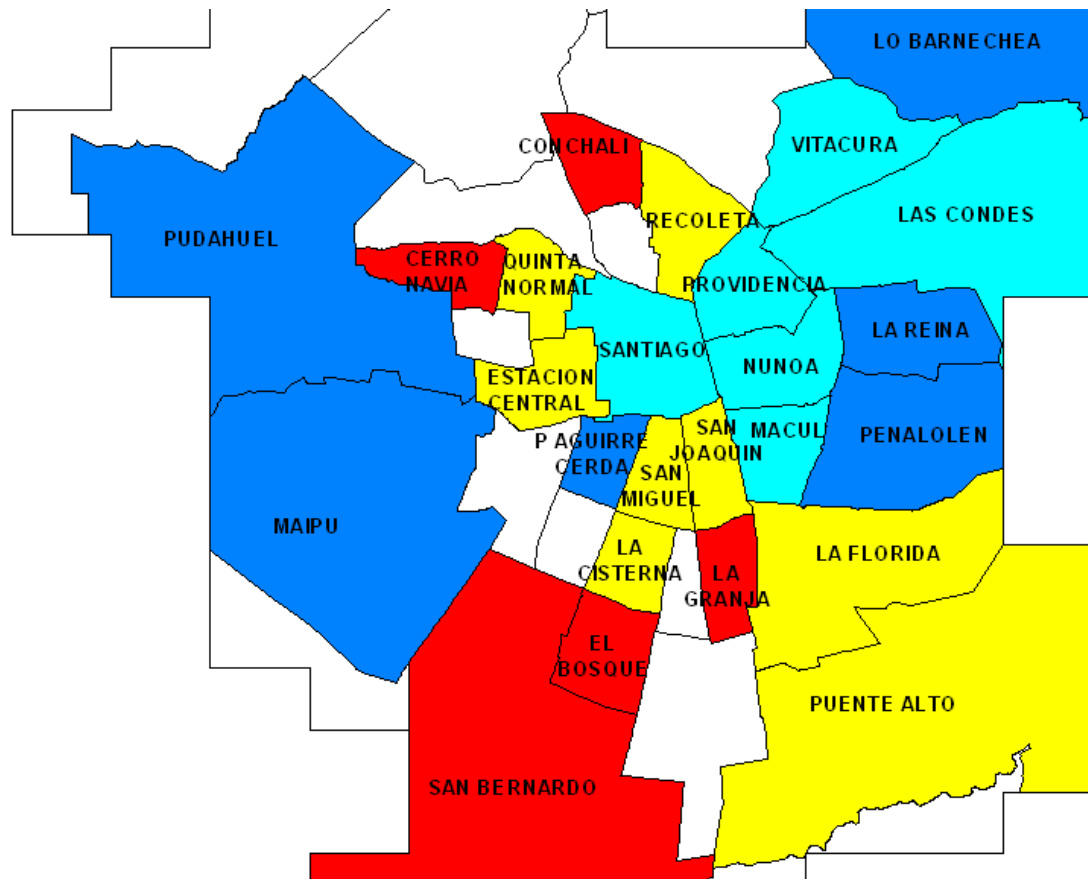 LO BARNECHEA
CONCHALI
VITACURA
RECOLETA
LAS CONDES
PUDAHUEL
CERRO
NAVIA
QUINTA
NORMAL
PROVIDENCIA
LA REINA
SANTIAGO
NUNOA
ESTACION
CENTRAL
P AGUIRRE
CERDA
SAN
JOAQUIN
MACUL
PENALOLEN
SAN
MIGUEL
MAIPU
LA
CISTERNA
LA
GRANJA
LA FLORIDA
EL
BOSQUE
PUENTE ALTO
SAN BERNARDO